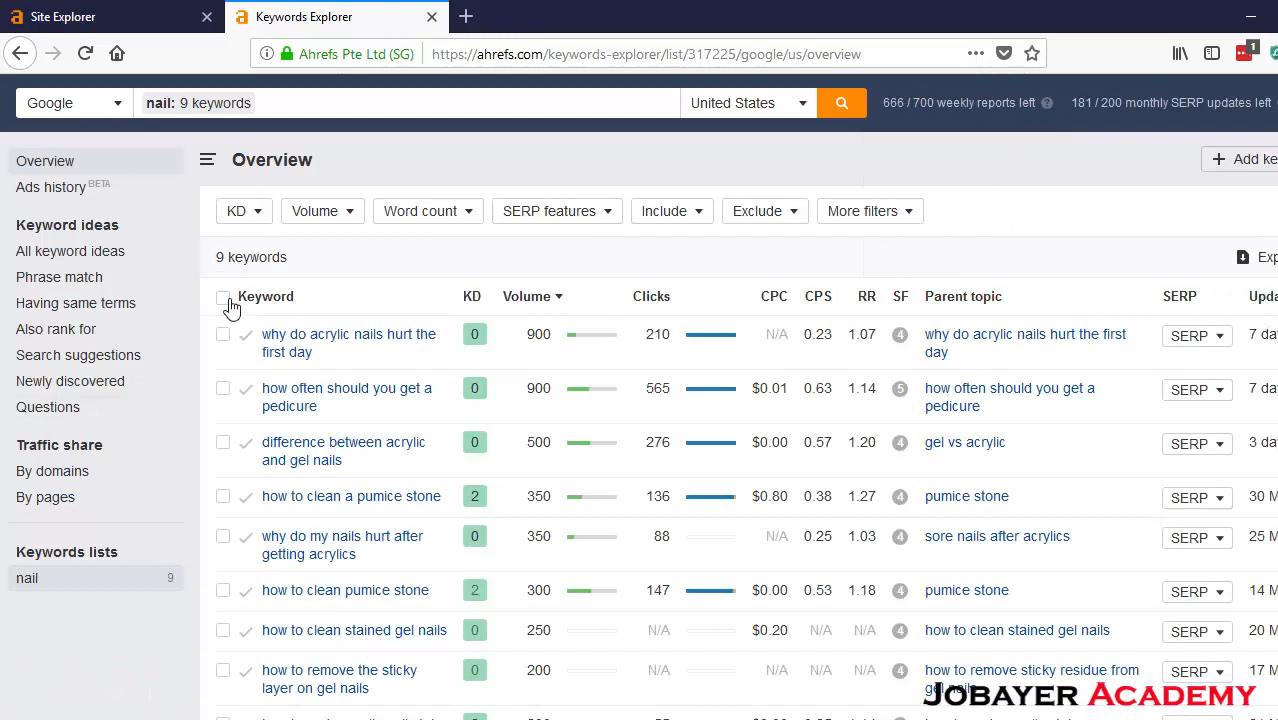 Site Explorer
Keywords Explorer
Ahrefs Pte Ltd (SG)
https://ahrefs.com/keywords-explorer/list/317225/google/us/overview
1
Google
nail: 9 keywords
United States
666 / 700 weekly reports left
181 / 200 monthly SERP updates left
Overview
Ads history BETA
Keyword ideas
All keyword ideas
Phrase match
Having same terms
Also rank for
Search suggestions
Newly discovered
Questions
Traffic share
By domains
By pages
Keywords lists
nail 9
Overview
+ Add ke
KD Volume Word count SERP features Include Exclude More filters
9 keywords
Exp
Keyword KD Volume Clicks CPC CPS RR SF Parent topic SERP Upda
why do acrylic nails hurt the first day 0 900 210 N/A 0.23 1.07 4 why do acrylic nails hurt the first day SERP 7 da
how often should you get a pedicure 0 900 565 $0.01 0.63 1.14 5 how often should you get a pedicure SERP 7 da
difference between acrylic and gel nails 0 500 276 $0.00 0.57 1.20 4 gel vs acrylic SERP 3 da
how to clean a pumice stone 2 350 136 $0.80 0.38 1.27 4 pumice stone SERP 30 M
why do my nails hurt after getting acrylics 0 350 88 N/A 0.25 1.03 4 sore nails after acrylics SERP 25 M
how to clean pumice stone 2 300 147 $0.00 0.53 1.18 4 pumice stone SERP 14 M
how to clean stained gel nails 0 250 N/A $0.20 N/A N/A 4 how to clean stained gel nails SERP 20 M
how to remove the sticky layer on gel nails 0 200 N/A N/A N/A N/A 4 how to remove sticky residue from gel nails SERP 17 M
JOBAYER ACADEMY